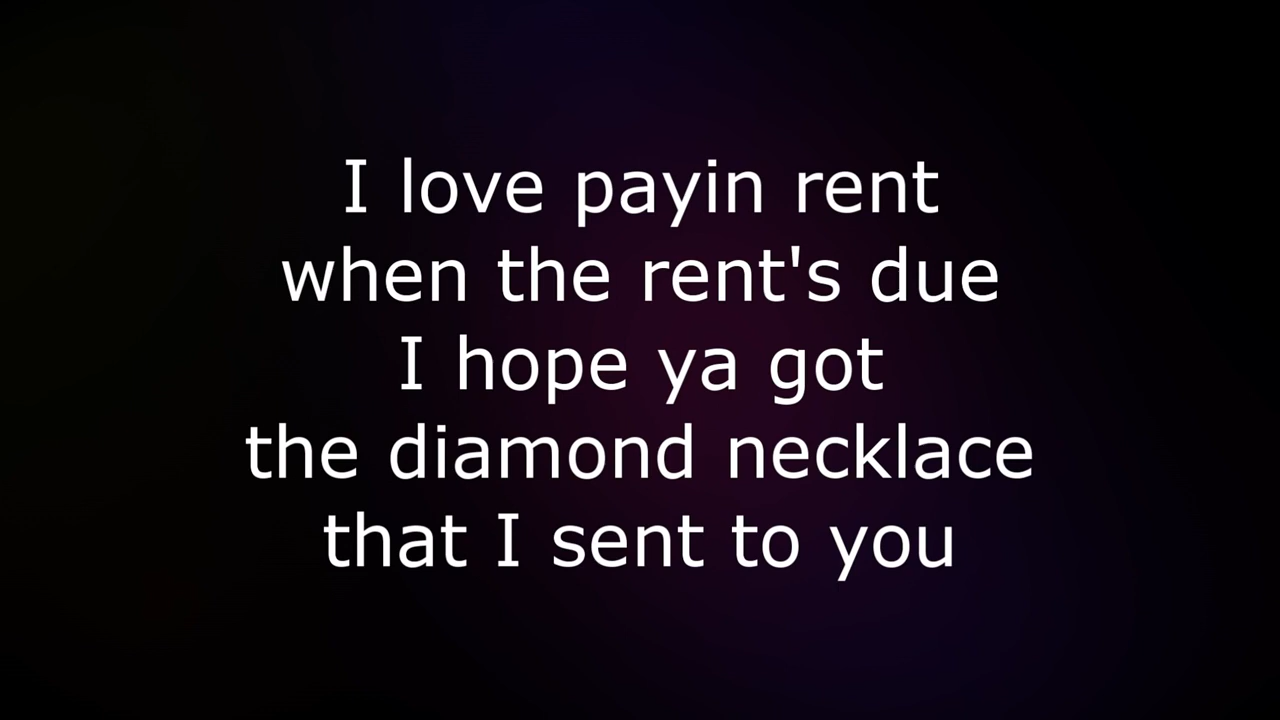 I love payin rent
when the rent's due
I hope ya got
the diamond necklace
that I sent to you